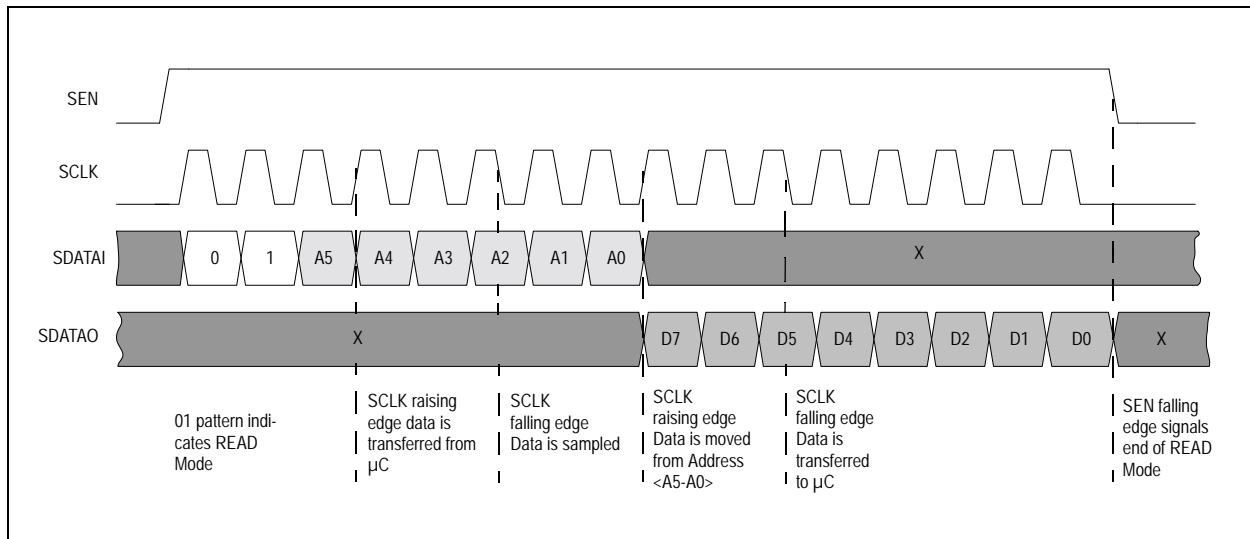 SEN
SCLK
SDATAI
0 1 A5 A4 A3 A2 A1 A0 X
SDATAO
X D7 D6 D5 D4 D3 D2 D1 D0 X
01 pattern indi-
cates READ
Mode
SCLK raising
edge data is
transferred from
µC
SCLK
falling edge
Data is sampled
SCLK
raising edge
Data is moved
from Address
<A5-A0>
SCLK
falling edge
Data is
transferred
to µC
SEN falling
edge signals
end of READ
Mode